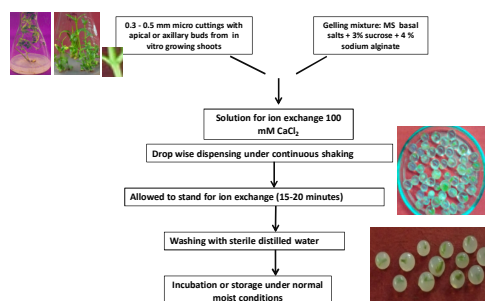 0.3 - 0.5 mm micro cuttings with
apical or axillary buds from in
vitro growing shoots
Gelling mixture: MS basal
salts + 3% sucrose + 4 %
sodium alginate
Solution for ion exchange 100
mM CaCl₂
Drop wise dispensing under continuous shaking
Allowed to stand for ion exchange (15-20 minutes)
Washing with sterile distilled water
Incubation or storage under normal
moist conditions